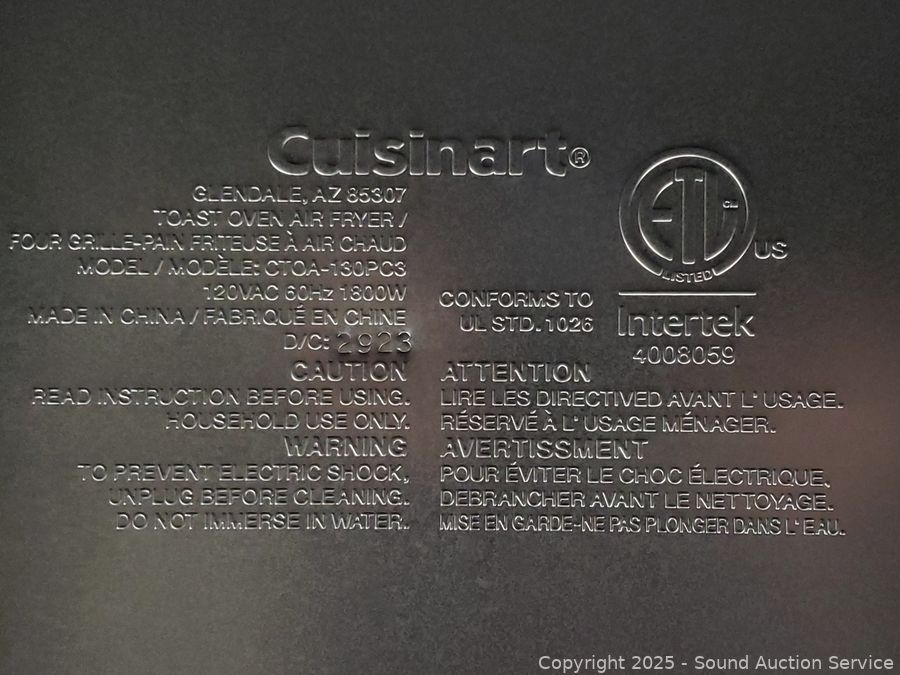 Cuisinart®
GLENDALE, AZ 85307
TOAST OVEN AIR FRYER /
FOUR GRILLE-PAIN FRITEUSE À AIR CHAUD
MODEL / MODÈLE: CTOA-130PC3
120VAC 60Hz 1800W
MADE IN CHINA / FABRIQUÉ EN CHINE
D/C: 2923
CAUTION
READ INSTRUCTION BEFORE USING.
HOUSEHOLD USE ONLY.
WARNING
TO PREVENT ELECTRIC SHOCK,
UNPLUG BEFORE CLEANING.
DO NOT IMMERSE IN WATER.
ETL CM
LISTED
US
Intertek
4008059
CONFORMS TO
UL STD. 1026
ATTENTION
LIRE LES DIRECTIVED AVANT L' USAGE.
RÉSERVÉ À L' USAGE MÉNAGER.
AVERTISSMENT
POUR ÉVITER LE CHOC ÉLECTRIQUE,
DEBRANCHER AVANT LE NETTOYAGE.
MISE EN GARDE-NE PAS PLONGER DANS L' EAU.
Copyright 2025 - Sound Auction Service